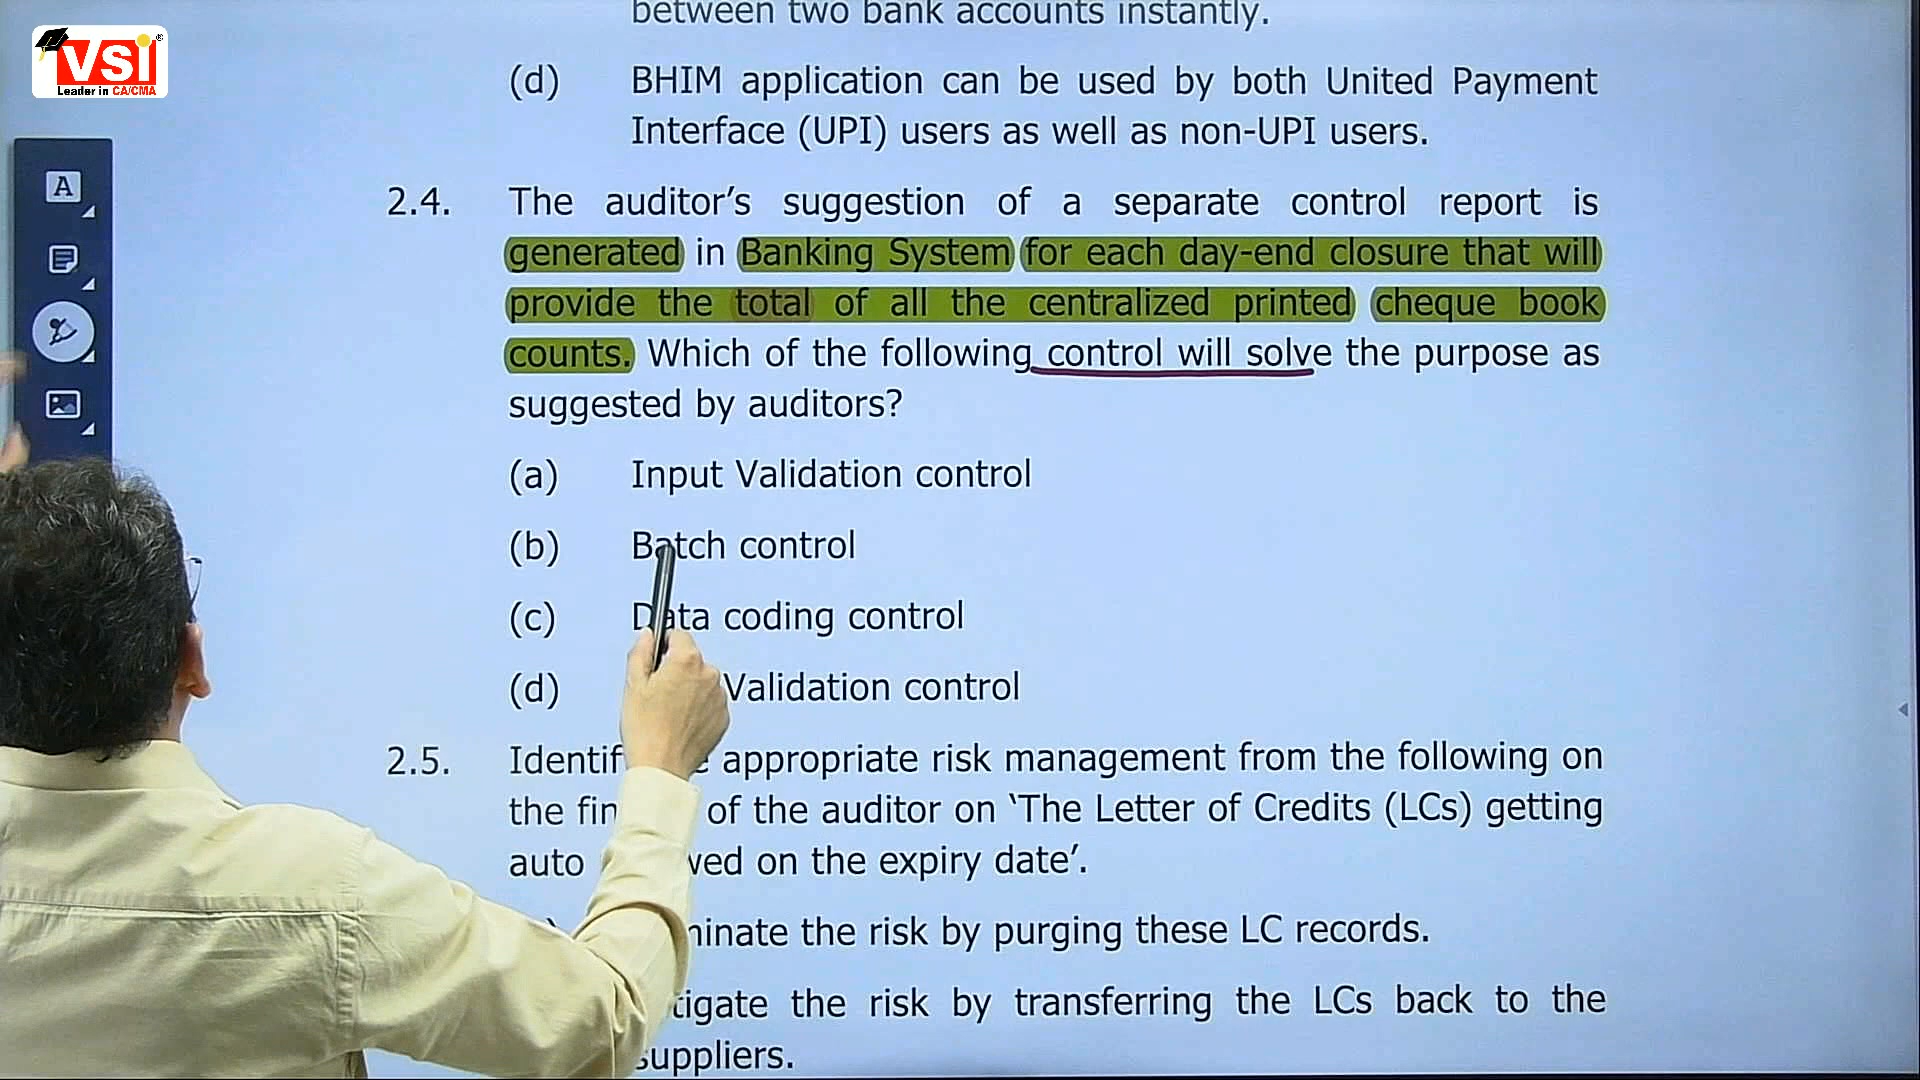 VSI
®
Leader in CA/CMA
between two bank accounts instantly.
(d) BHIM application can be used by both United Payment
Interface (UPI) users as well as non-UPI users.
A
2.4. The auditor's suggestion of a separate control report is
generated in Banking System for each day-end closure that will
provide the total of all the centralized printed cheque book
counts. Which of the following control will solve the purpose as
suggested by auditors?
(a) Input Validation control
(b) Batch control
(c) Data coding control
(d) Validation control
2.5. appropriate risk management from the following on
the of the auditor on ‘The Letter of Credits (LCs) getting
auto on the expiry date’.
the risk by purging these LC records.
the risk by transferring the LCs back to the
suppliers.